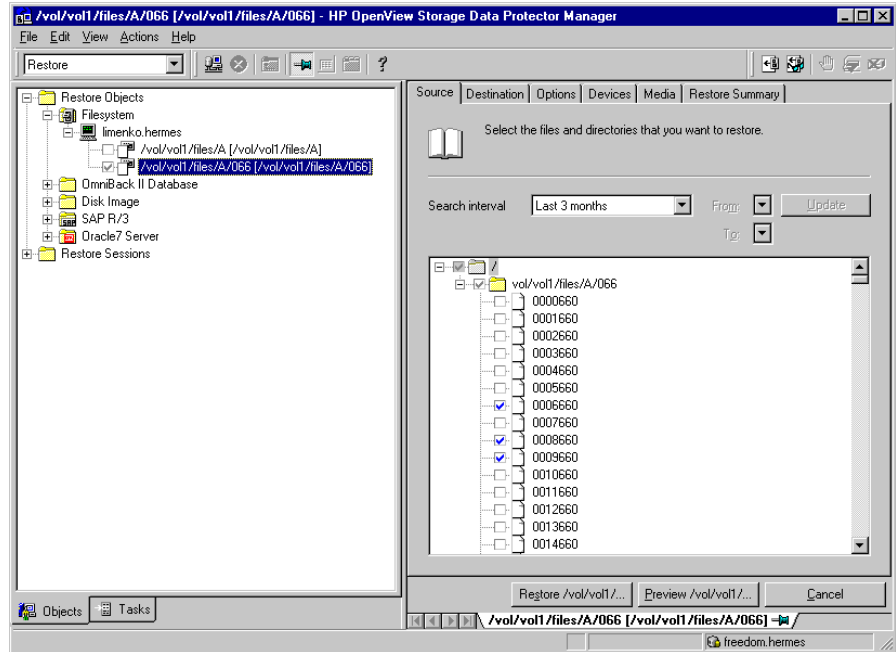 /vol/vol1/files/A/066 [/vol/vol1/files/A/066] - HP OpenView Storage Data Protector Manager
File Edit View Actions Help
Restore
Restore Objects
Filesystem
limenko.hermes
/vol/vol1/files/A [/vol/vol1/files/A]
/vol/vol1/files/A/066 [/vol/vol1/files/A/066]
OmniBack II Database
Disk Image
SAP SAP R/3
Oracle7 Server
Restore Sessions
Objects Tasks
Source Destination Options Devices Media Restore Summary
Select the files and directories that you want to restore.
Search interval Last 3 months From: Update
To:
/
vol/vol1/files/A/066
0000660
0001660
0002660
0003660
0004660
0005660
0006660
0007660
0008660
0009660
0010660
0011660
0012660
0013660
0014660
Restore /vol/vol1/... Preview /vol/vol1/... Cancel
/vol/vol1/files/A/066 [/vol/vol1/files/A/066]
freedom.hermes